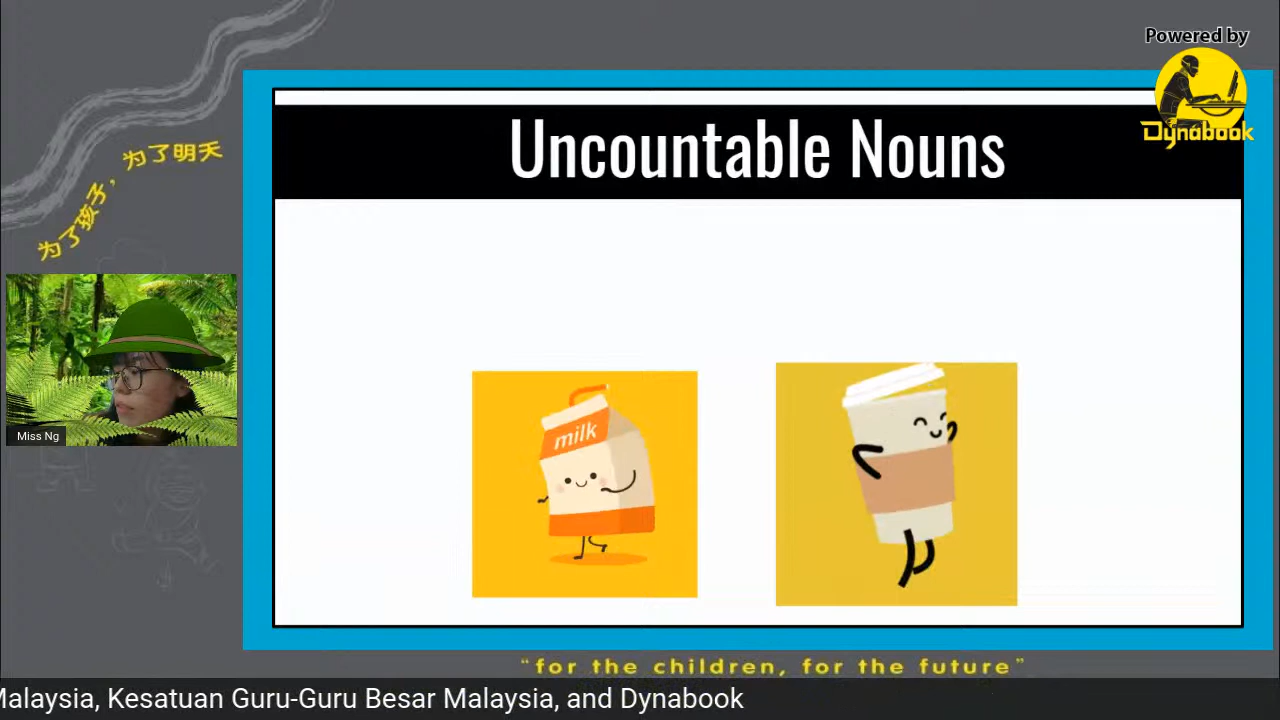 Powered by
Dynabook
Uncountable Nouns
为了孩子，为了明天
milk
Miss Ng
“for the children, for the future”
Malaysia, Kesatuan Guru-Guru Besar Malaysia, and Dynabook